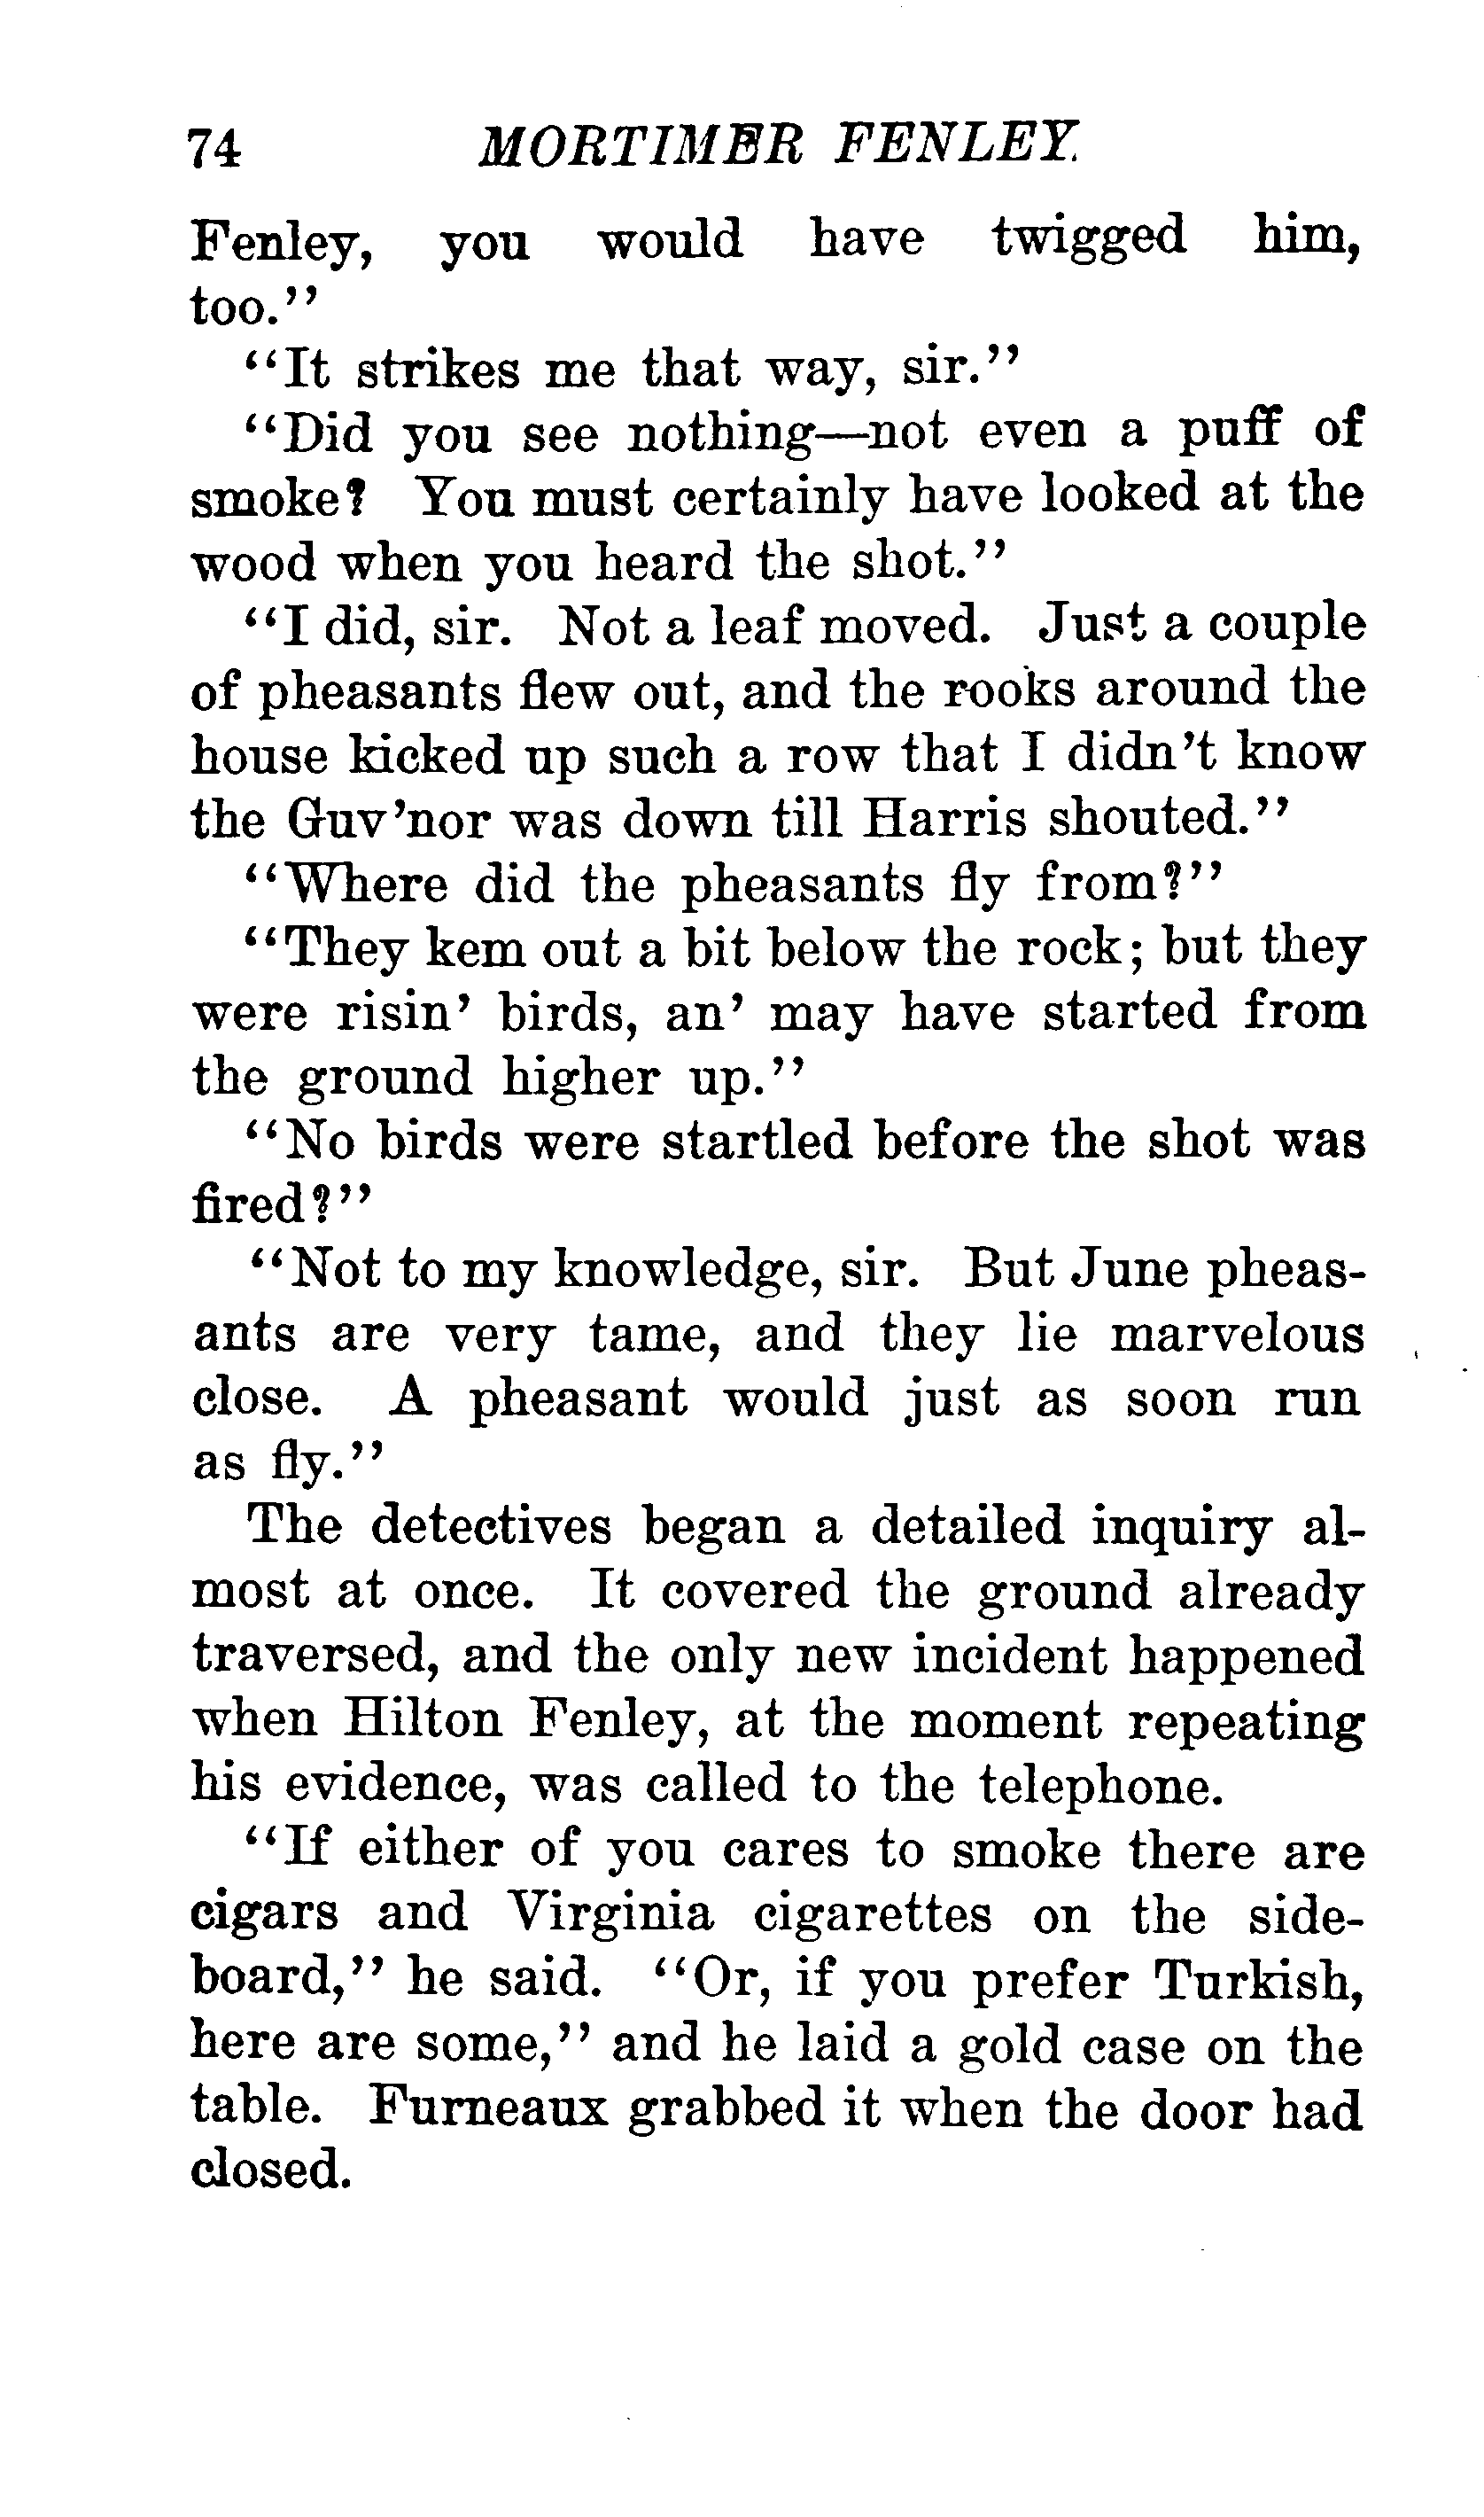 74 MORTIMER FENLEY.
Fenley, you would have twigged him,
too."
"It strikes me that way, sir."
"Did you see nothing—not even a puff of
smoke? You must certainly have looked at the
wood when you heard the shot."
"I did, sir. Not a leaf moved. Just a couple
of pheasants flew out, and the rooks around the
house kicked up such a row that I didn't know
the Guv'nor was down till Harris shouted."
"Where did the pheasants fly from?"
"They kem out a bit below the rock; but they
were risin' birds, an' may have started from
the ground higher up."
"No birds were startled before the shot was
fired?"
"Not to my knowledge, sir. But June pheas-
ants are very tame, and they lie marvelous
close. A pheasant would just as soon run
as fly."
The detectives began a detailed inquiry al-
most at once. It covered the ground already
traversed, and the only new incident happened
when Hilton Fenley, at the moment repeating
his evidence, was called to the telephone.
"If either of you cares to smoke there are
cigars and Virginia cigarettes on the side-
board," he said. "Or, if you prefer Turkish,
here are some," and he laid a gold case on the
table. Furneaux grabbed it when the door had
closed.